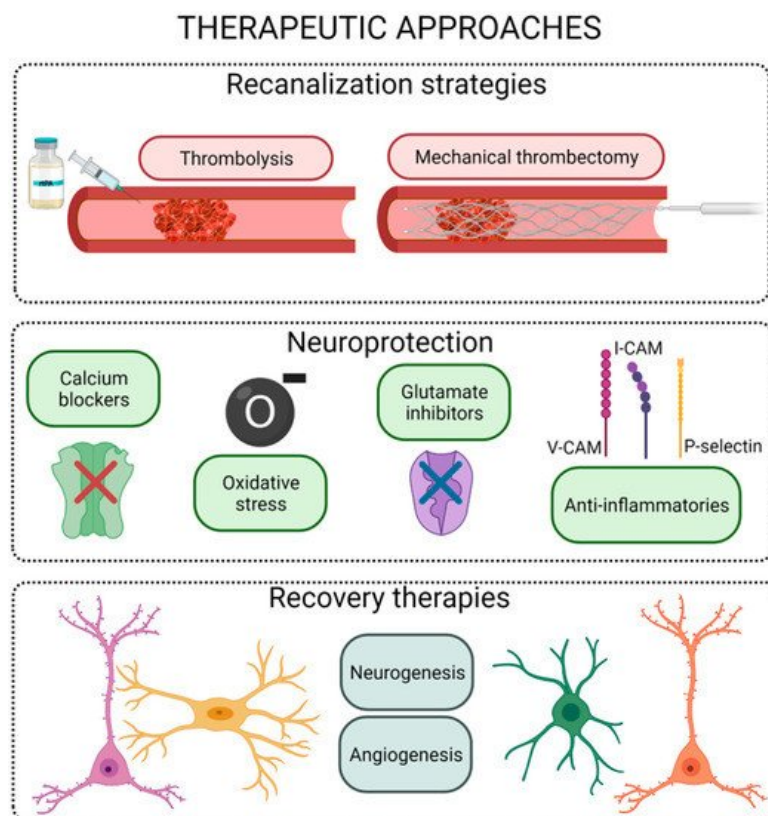 THERAPEUTIC APPROACHES
Recanalization strategies
Thrombolysis
Mechanical thrombectomy
rtPA
Neuroprotection
Calcium
blockers
O
Oxidative
stress
Glutamate
inhibitors
I-CAM
V-CAM
P-selectin
Anti-inflammatories
Recovery therapies
Neurogenesis
Angiogenesis